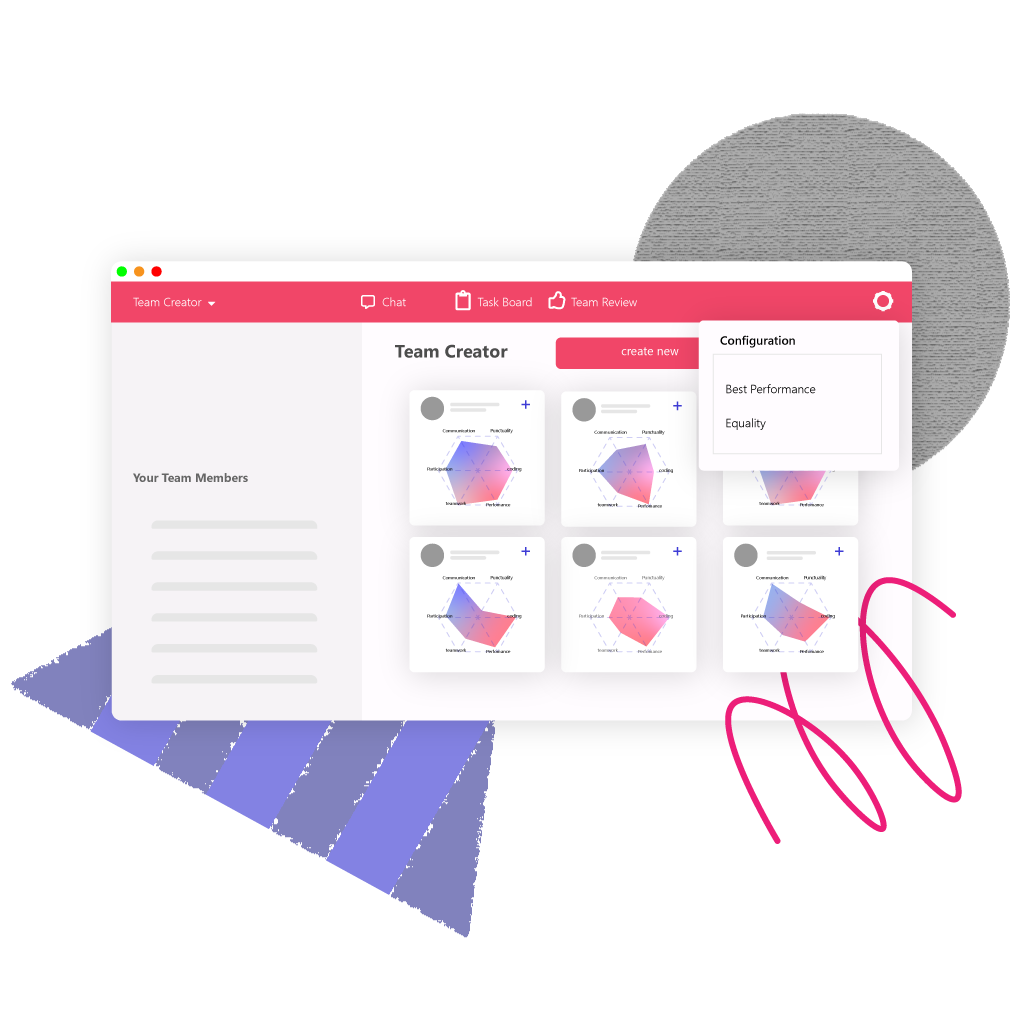 Team Creator
Chat
Task Board
Team Review
Configuration
Best Performance
Equality
Team Creator
create new
Your Team Members
Communication
Punctuality
Participation
coding
Teamwork
Performance
Communication
Punctuality
Participation
coding
Teamwork
Performance
Teamwork
Performance
Communication
Punctuality
Participation
coding
Teamwork
Performance
Communication
Punctuality
Participation
coding
Teamwork
Performance
Communication
Punctuality
Participation
coding
Teamwork
Performance